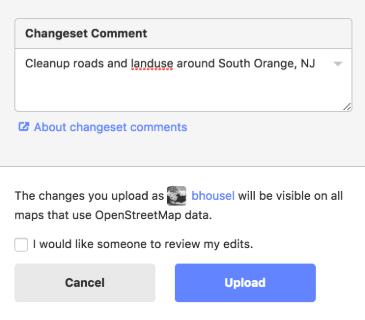 Changeset Comment
Cleanup roads and landuse around South Orange, NJ
About changeset comments
The changes you upload as bhousel will be visible on all
maps that use OpenStreetMap data.
I would like someone to review my edits.
Cancel
Upload